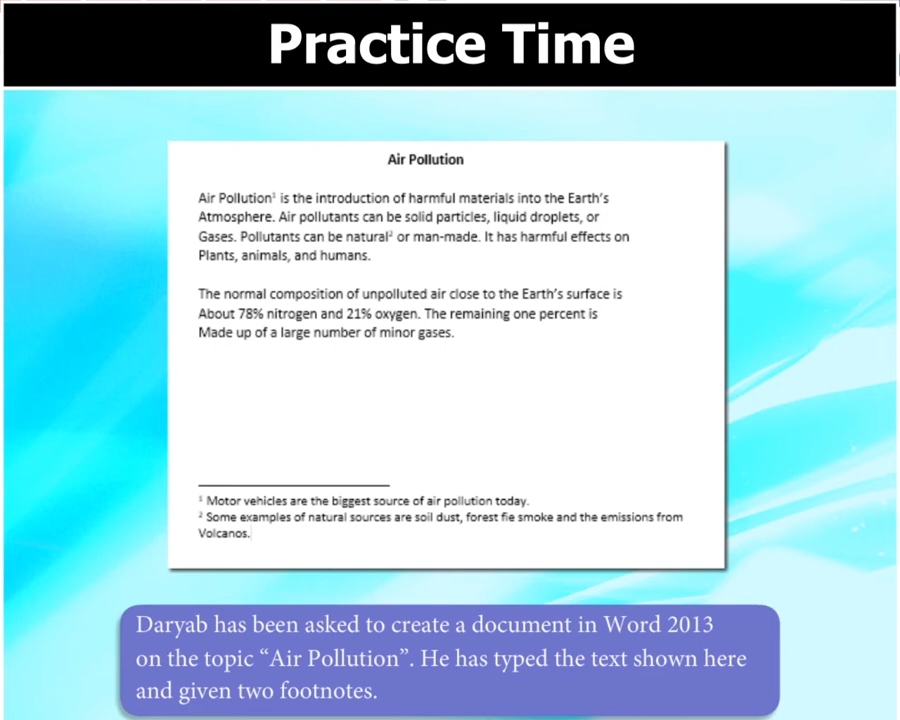 Practice Time
Air Pollution
Air Pollution¹ is the introduction of harmful materials into the Earth's
Atmosphere. Air pollutants can be solid particles, liquid droplets, or
Gases. Pollutants can be natural² or man-made. It has harmful effects on
Plants, animals, and humans.
The normal composition of unpolluted air close to the Earth's surface is
About 78% nitrogen and 21% oxygen. The remaining one percent is
Made up of a large number of minor gases.
¹ Motor vehicles are the biggest source of air pollution today.
² Some examples of natural sources are soil dust, forest fie smoke and the emissions from
Volcanos.
Daryab has been asked to create a document in Word 2013
on the topic “Air Pollution”. He has typed the text shown here
and given two footnotes.